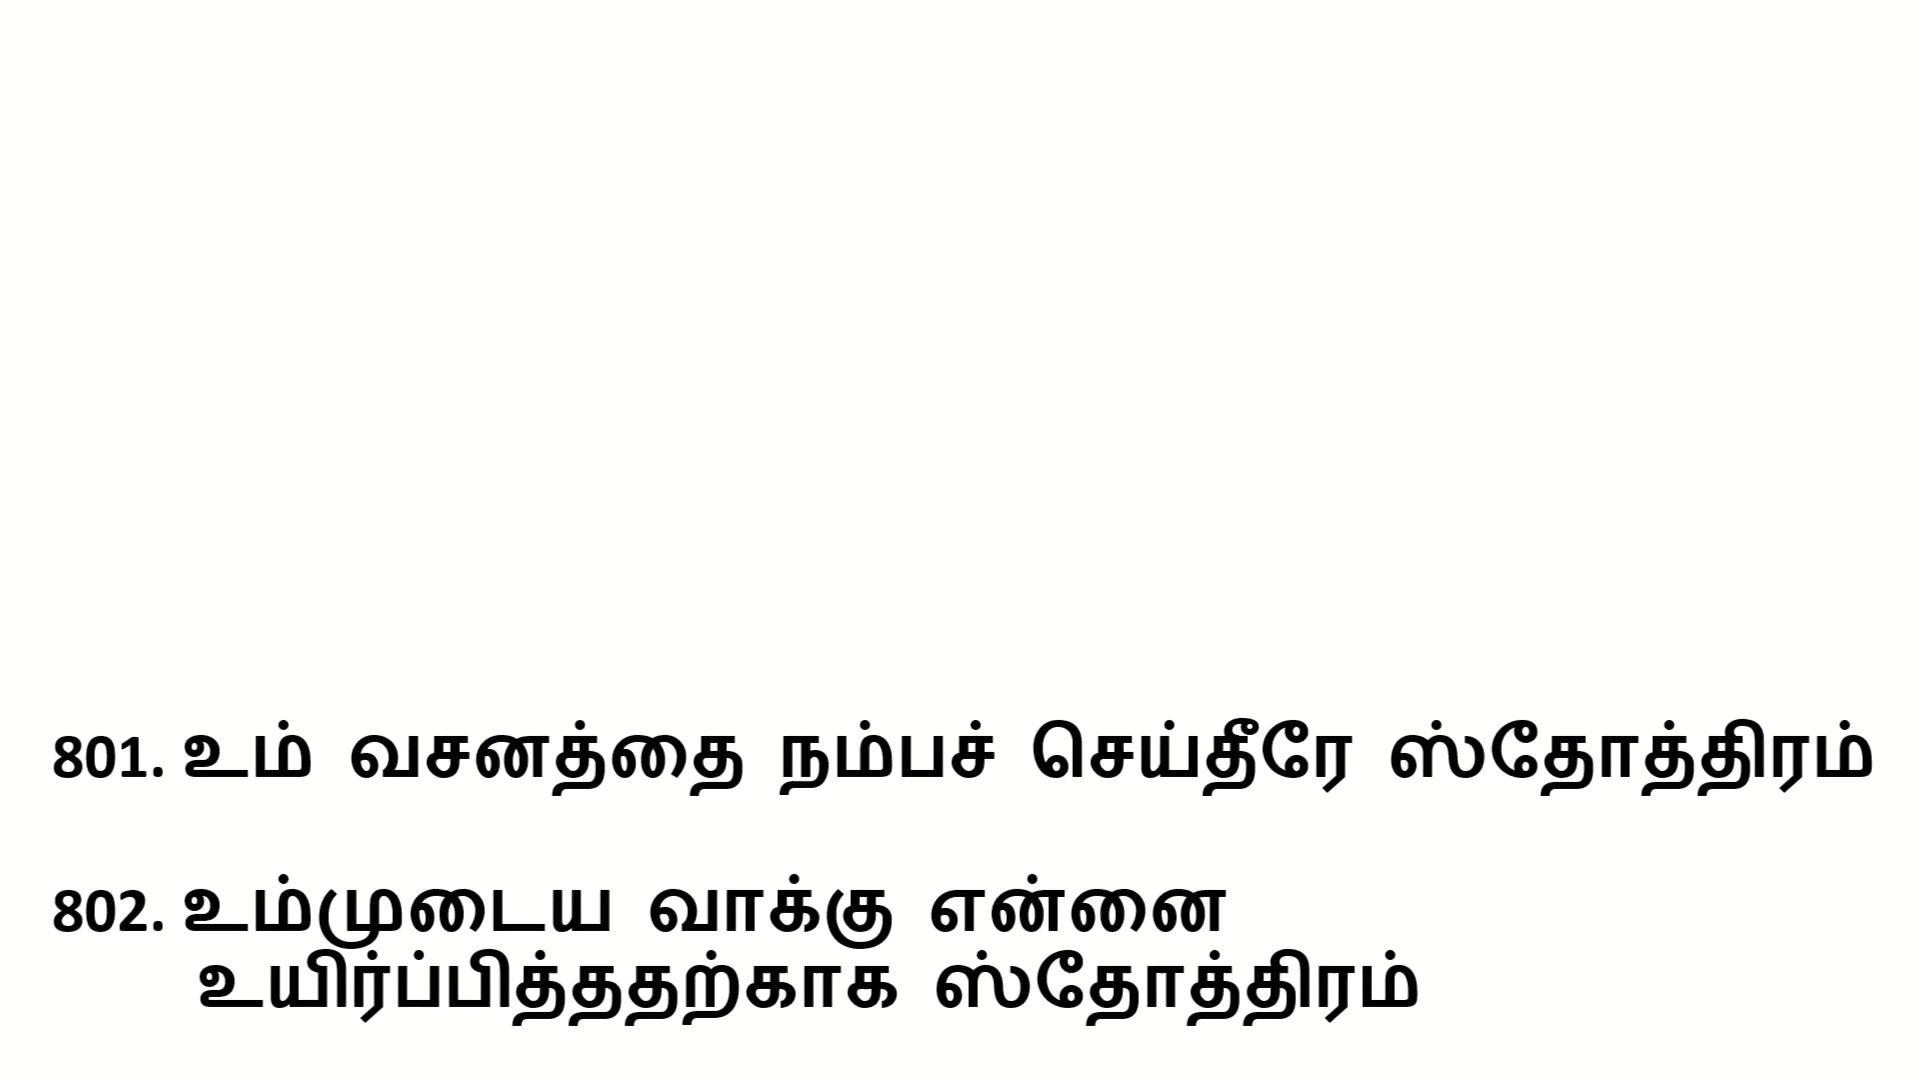 801. உம் வசனத்தை நம்பச் செய்தீரே ஸ்தோத்திரம்
802. உம்முடைய வாக்கு என்னை
உயிர்ப்பித்ததற்காக ஸ்தோத்திரம்